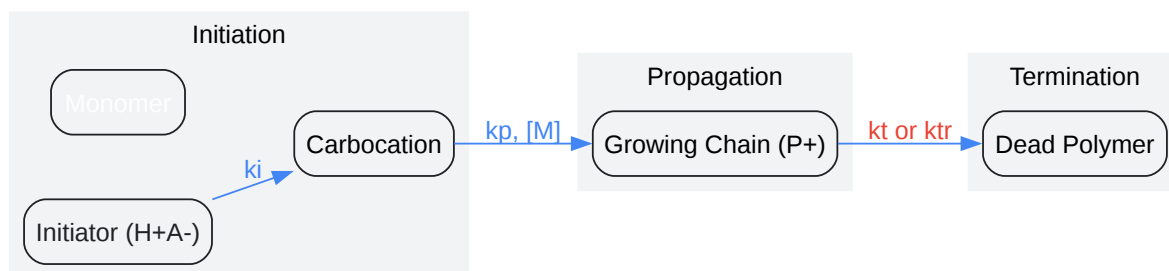 Initiation
Monomer
Carbocation
ki
Initiator (H+A-)
kp, [M]
Propagation
Growing Chain (P+)
kt or ktr
Termination
Dead Polymer